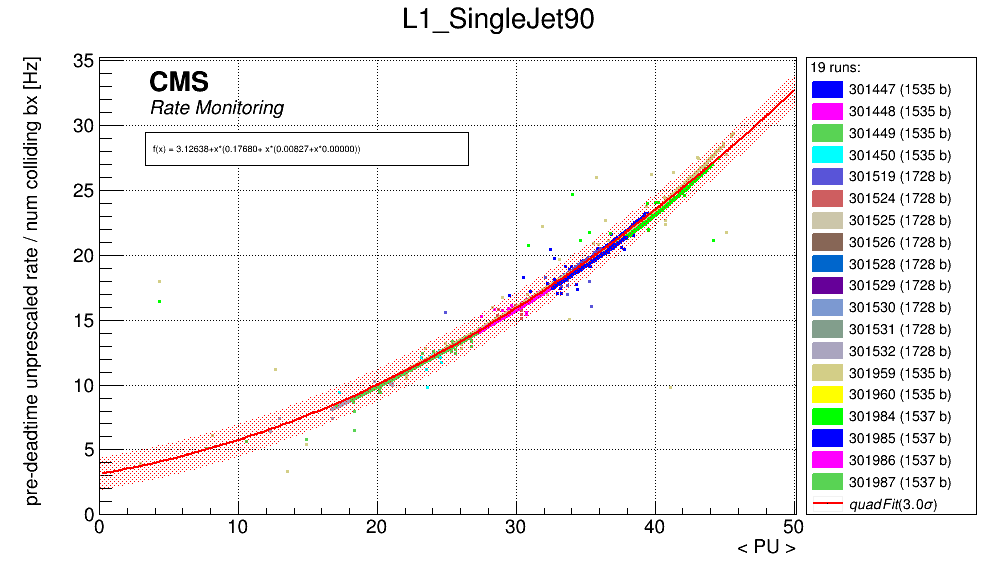 L1_SingleJet90
pre-deadtime unprescaled rate / num colliding bx [Hz]
35
30
25
20
15
10
5
0
CMS
Rate Monitoring
f(x) = 3.12638+x*(0.17680+ x*(0.00827+x*0.00000))
0 10 20 30 40 50
< PU >
19 runs:
301447 (1535 b)
301448 (1535 b)
301449 (1535 b)
301450 (1535 b)
301519 (1728 b)
301524 (1728 b)
301525 (1728 b)
301526 (1728 b)
301528 (1728 b)
301529 (1728 b)
301530 (1728 b)
301531 (1728 b)
301532 (1728 b)
301959 (1535 b)
301960 (1535 b)
301984 (1537 b)
301985 (1537 b)
301986 (1537 b)
301987 (1537 b)
quadFit(3.0σ)